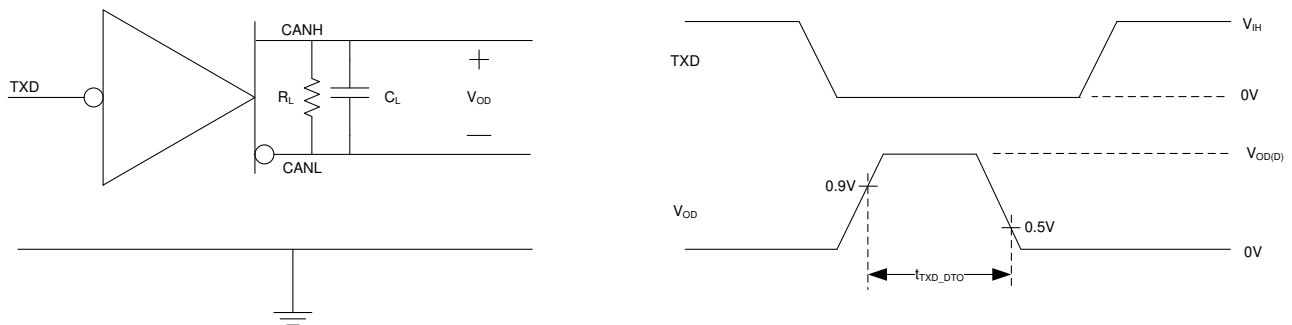 CANH
TXD
R_L
C_L
+
V_OD
—
CANL
TXD
V_IH
0V
V_OD(D)
0.9V
V_OD
0.5V
0V
t_TXD_DTO